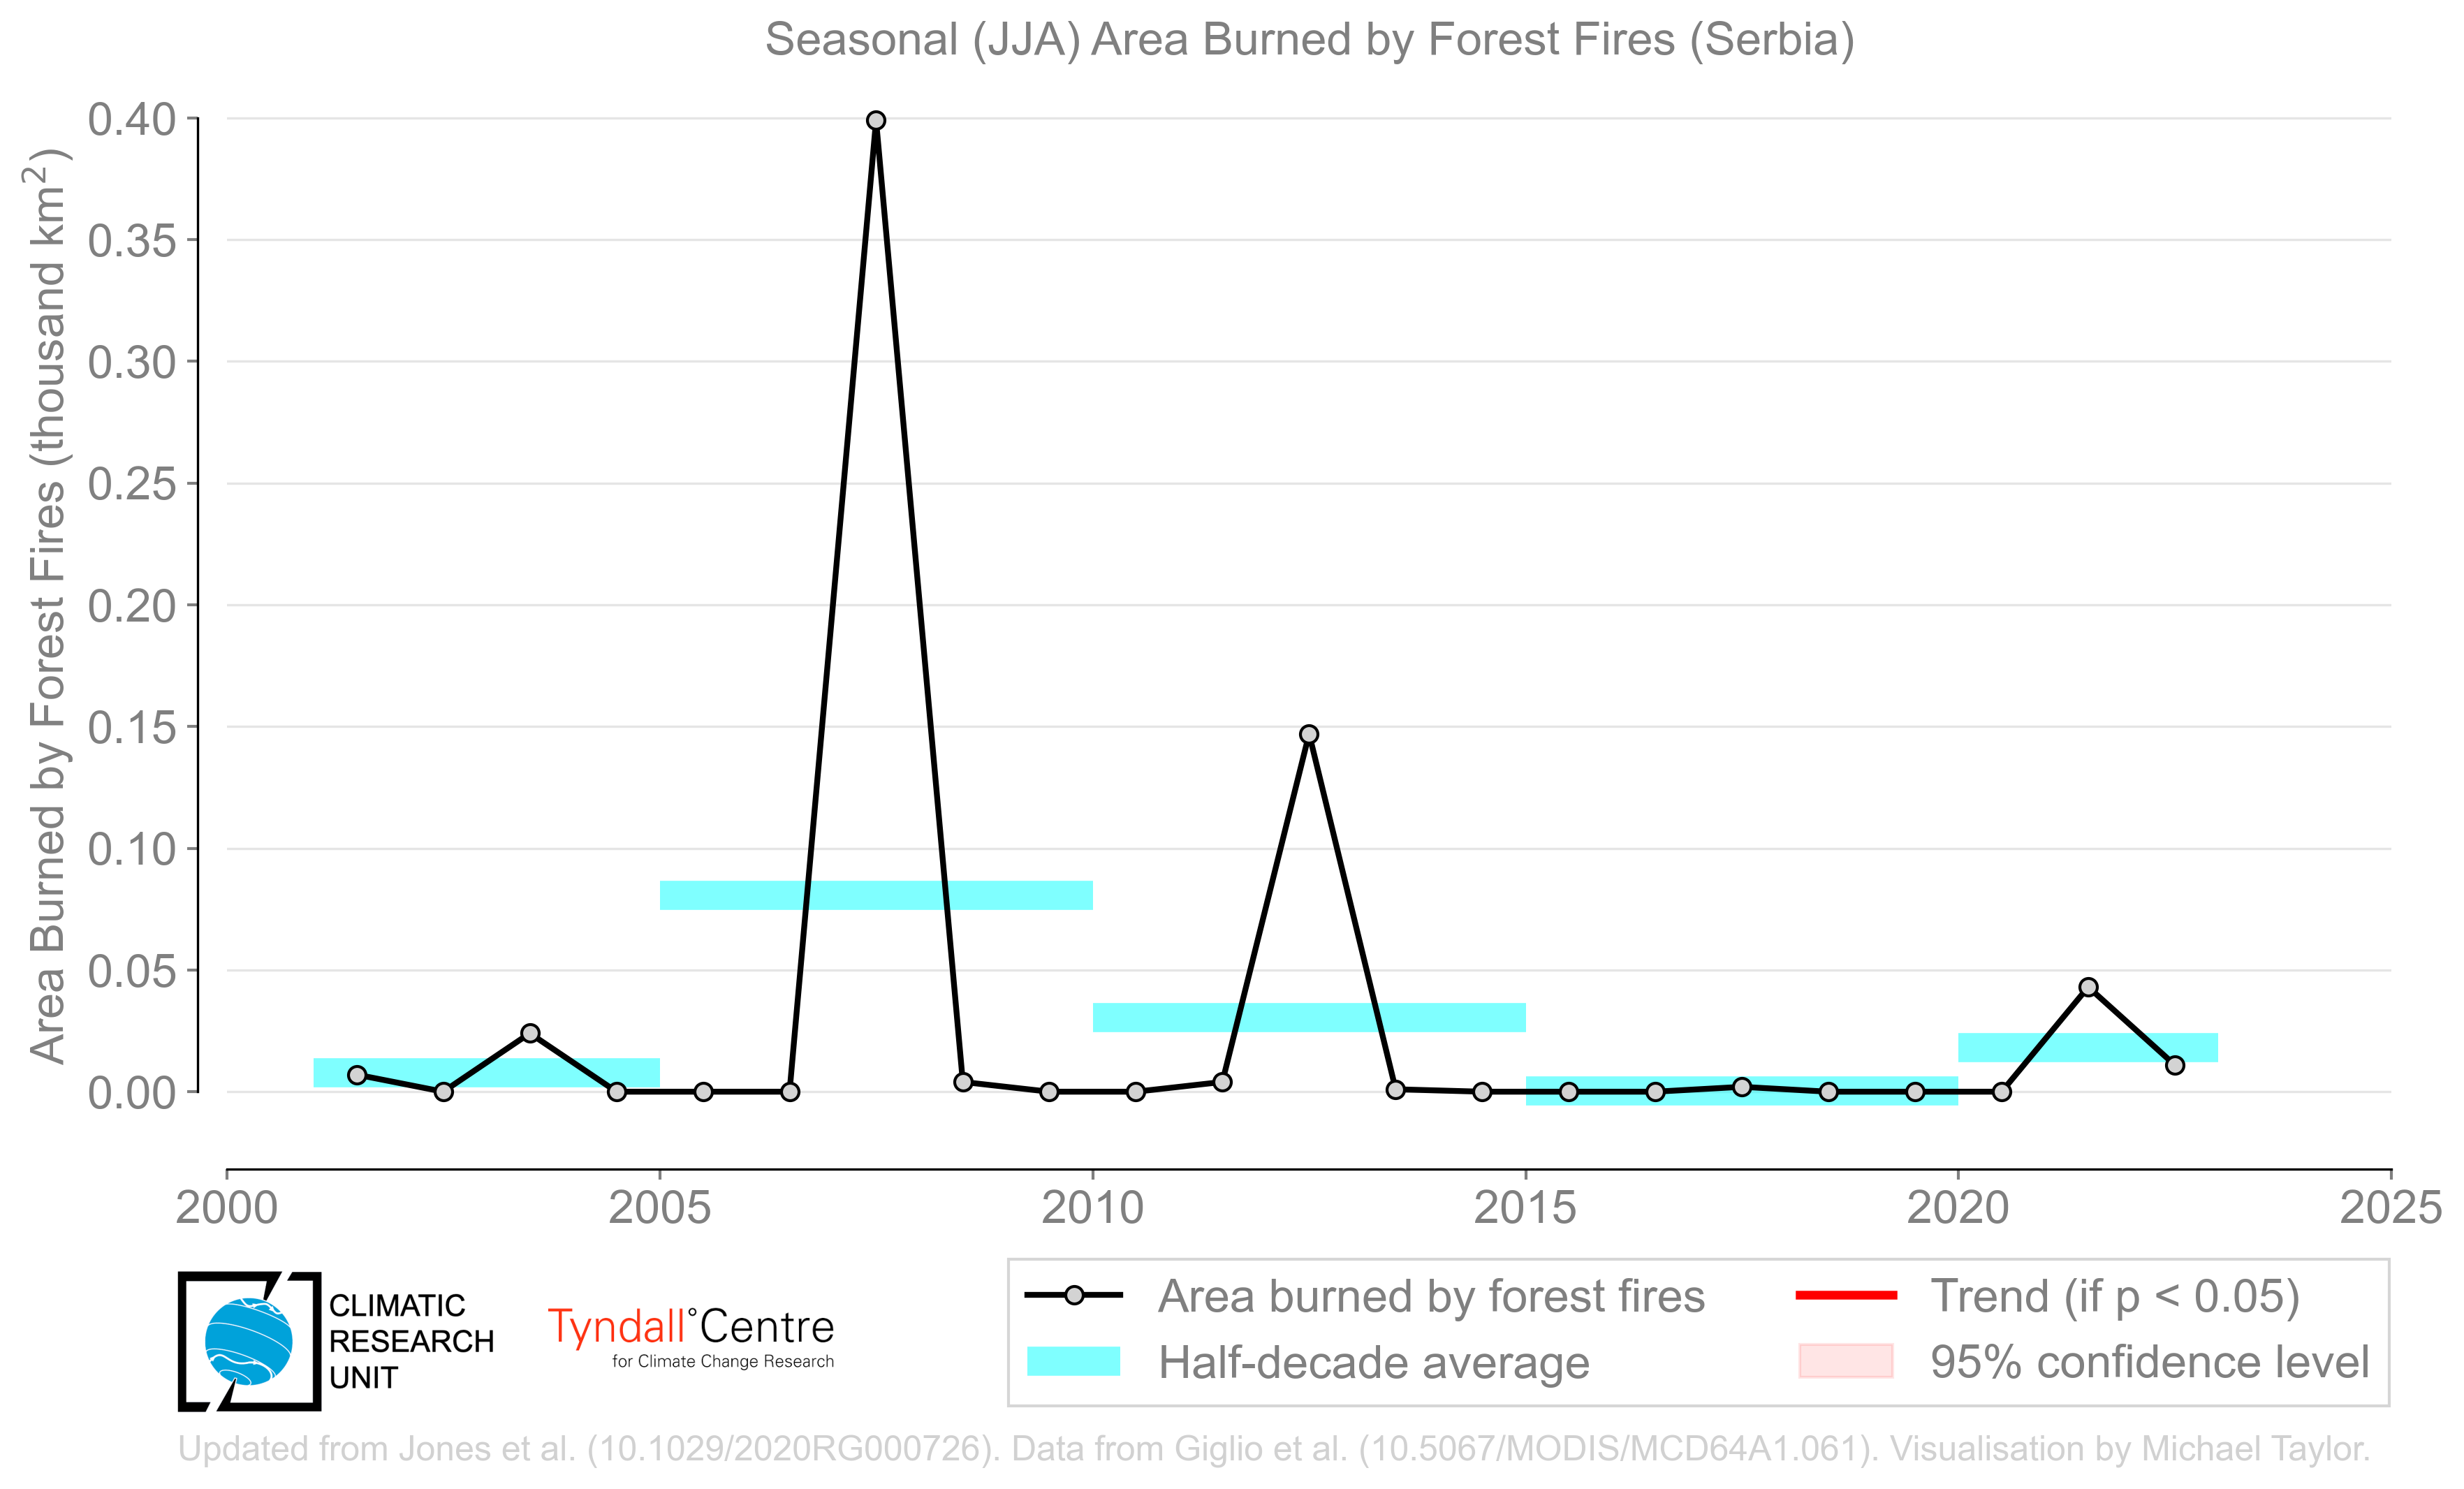 Seasonal (JJA) Area Burned by Forest Fires (Serbia)
Area Burned by Forest Fires (thousand km²)
0.40
0.35
0.30
0.25
0.20
0.15
0.10
0.05
0.00
2000 2005 2010 2015 2020 2025
CLIMATIC
RESEARCH
UNIT
Tyndall°Centre
for Climate Change Research
Area burned by forest fires
Half-decade average
Trend (if p < 0.05)
95% confidence level
Updated from Jones et al. (10.1029/2020RG000726). Data from Giglio et al. (10.5067/MODIS/MCD64A1.061). Visualisation by Michael Taylor.